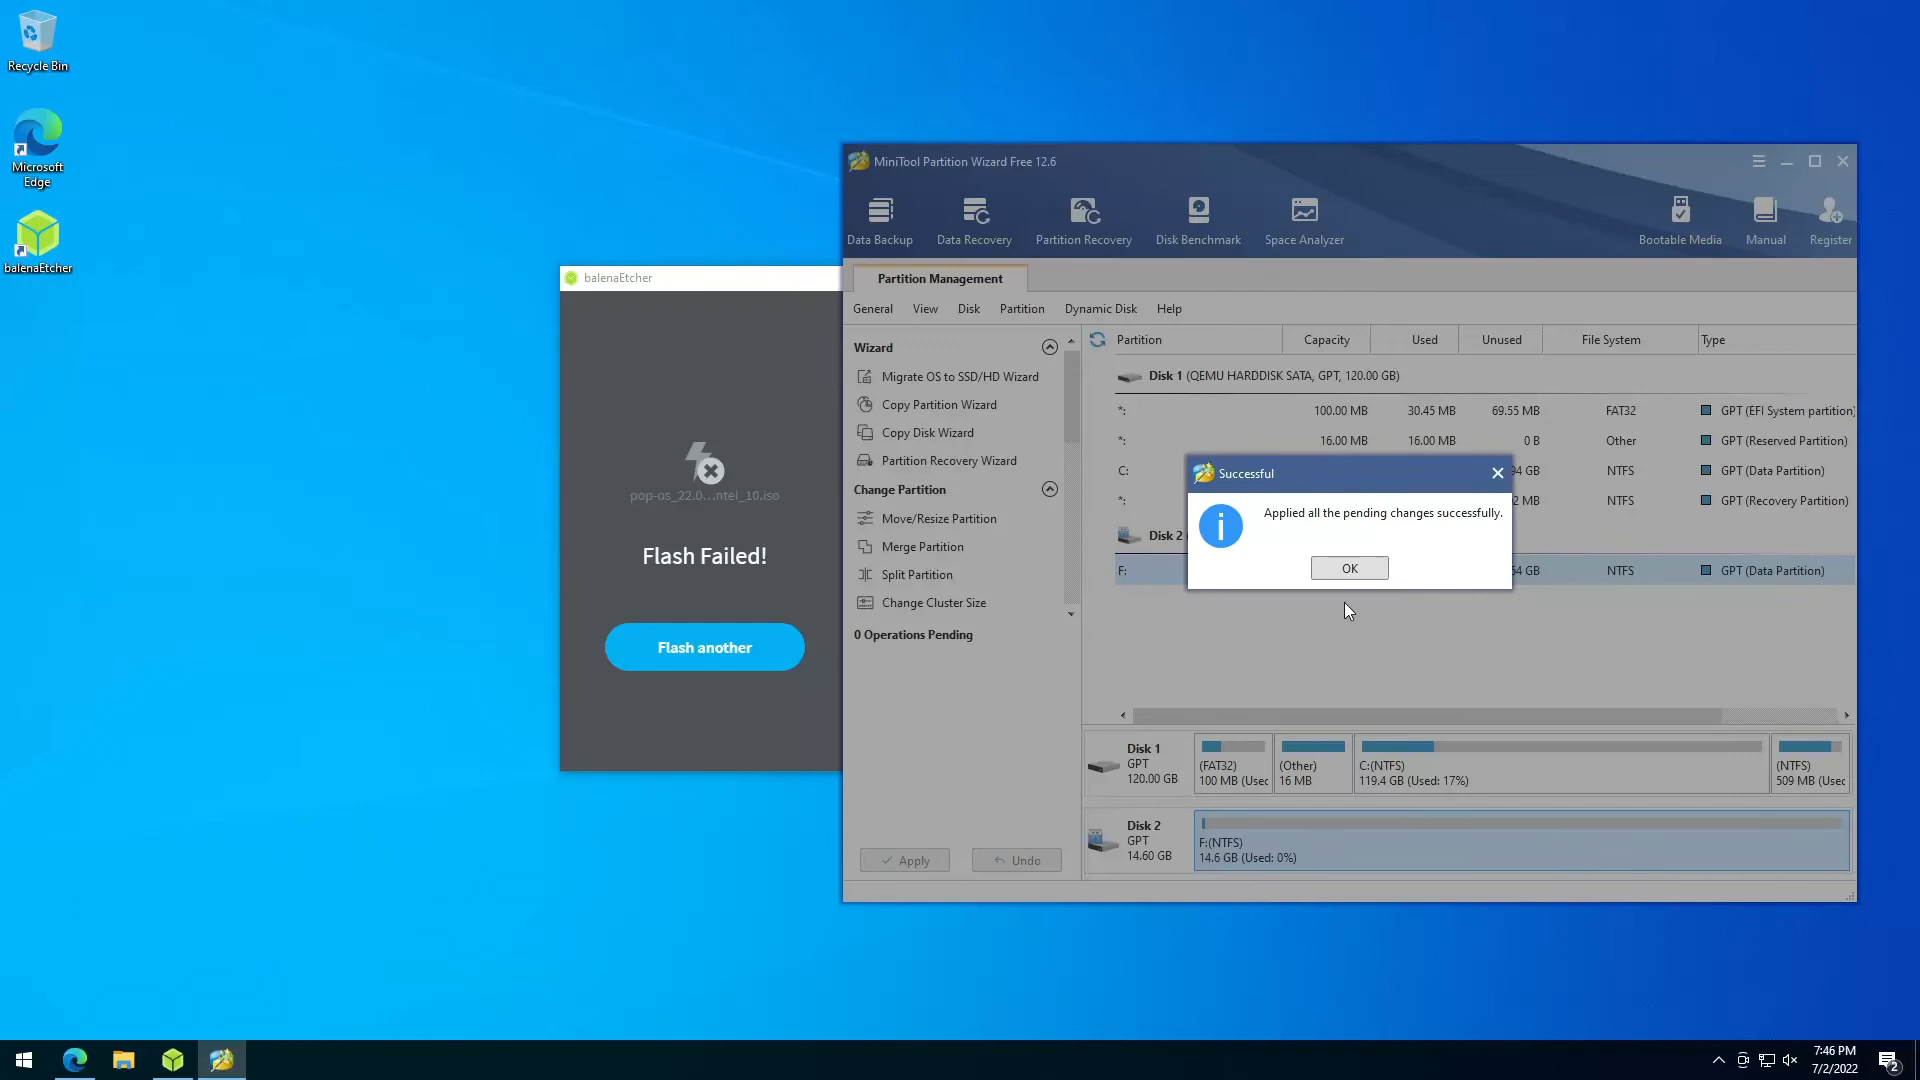 Recycle Bin
Microsoft
Edge
balenaEtcher
balenaEtcher
pop-os_22.0...ntel_10.iso
Flash Failed!
Flash another
MiniTool Partition Wizard Free 12.6
Data Backup
Data Recovery
Partition Recovery
Disk Benchmark
Space Analyzer
Bootable Media
Manual
Register
Partition Management
General View Disk Partition Dynamic Disk Help
Wizard
Migrate OS to SSD/HD Wizard
Copy Partition Wizard
Copy Disk Wizard
Partition Recovery Wizard
Change Partition
Move/Resize Partition
Merge Partition
Split Partition
Change Cluster Size
0 Operations Pending
Apply
Undo
Partition Capacity Used Unused File System Type
Disk 1 (QEMU HARDDISK SATA, GPT, 120.00 GB)
*: 100.00 MB 30.45 MB 69.55 MB FAT32 GPT (EFI System partition)
*: 16.00 MB 16.00 MB 0 B Other GPT (Reserved Partition)
C: 94 GB NTFS GPT (Data Partition)
*: 2 MB NTFS GPT (Recovery Partition)
Disk 2
F: 64 GB NTFS GPT (Data Partition)
Successful
Applied all the pending changes successfully.
OK
Disk 1
GPT
120.00 GB
(FAT32)
100 MB (Used
(Other)
16 MB
C:(NTFS)
119.4 GB (Used: 17%)
(NTFS)
509 MB (Used
Disk 2
GPT
14.60 GB
F:(NTFS)
14.6 GB (Used: 0%)
7:46 PM
7/2/2022
2